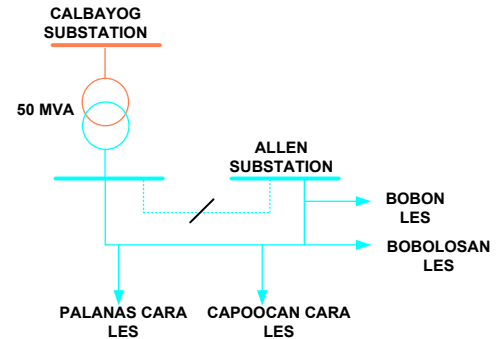 CALBAYOG
SUBSTATION
50 MVA
ALLEN
SUBSTATION
BOBON
LES
BOBOLOSAN
LES
PALANAS CARA
LES
CAPOOCAN CARA
LES